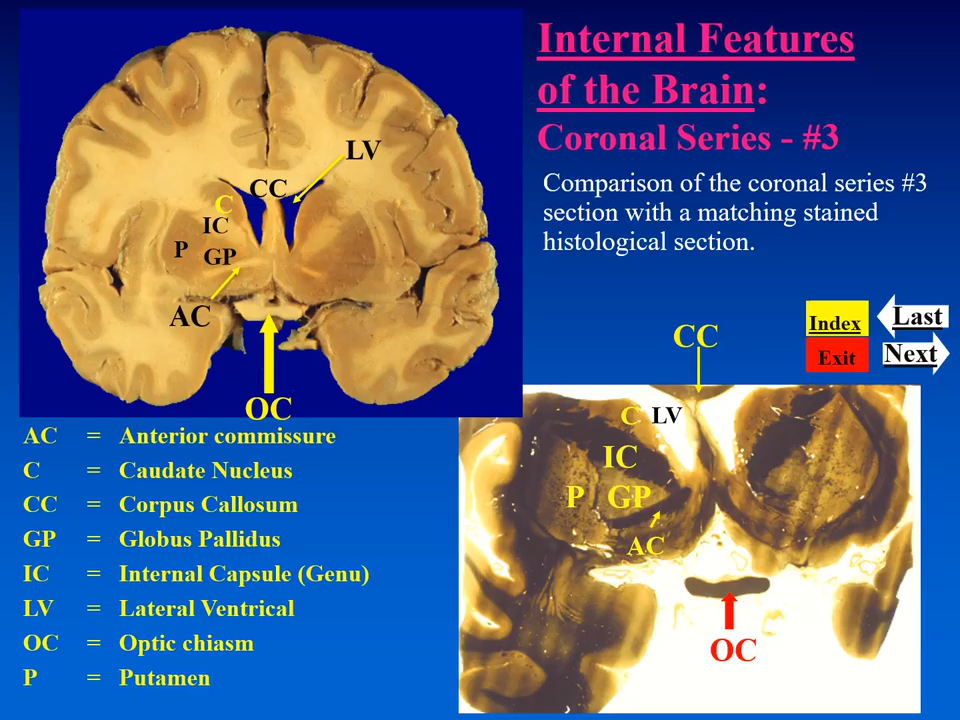 Internal Features
of the Brain:
Coronal Series - #3
Comparison of the coronal series #3
section with a matching stained
histological section.
LV
CC
C
IC
P
GP
AC
OC
Index
Last
Exit
Next
CC
C LV
IC
P GP
AC
OC
AC = Anterior commissure
C = Caudate Nucleus
CC = Corpus Callosum
GP = Globus Pallidus
IC = Internal Capsule (Genu)
LV = Lateral Ventrical
OC = Optic chiasm
P = Putamen